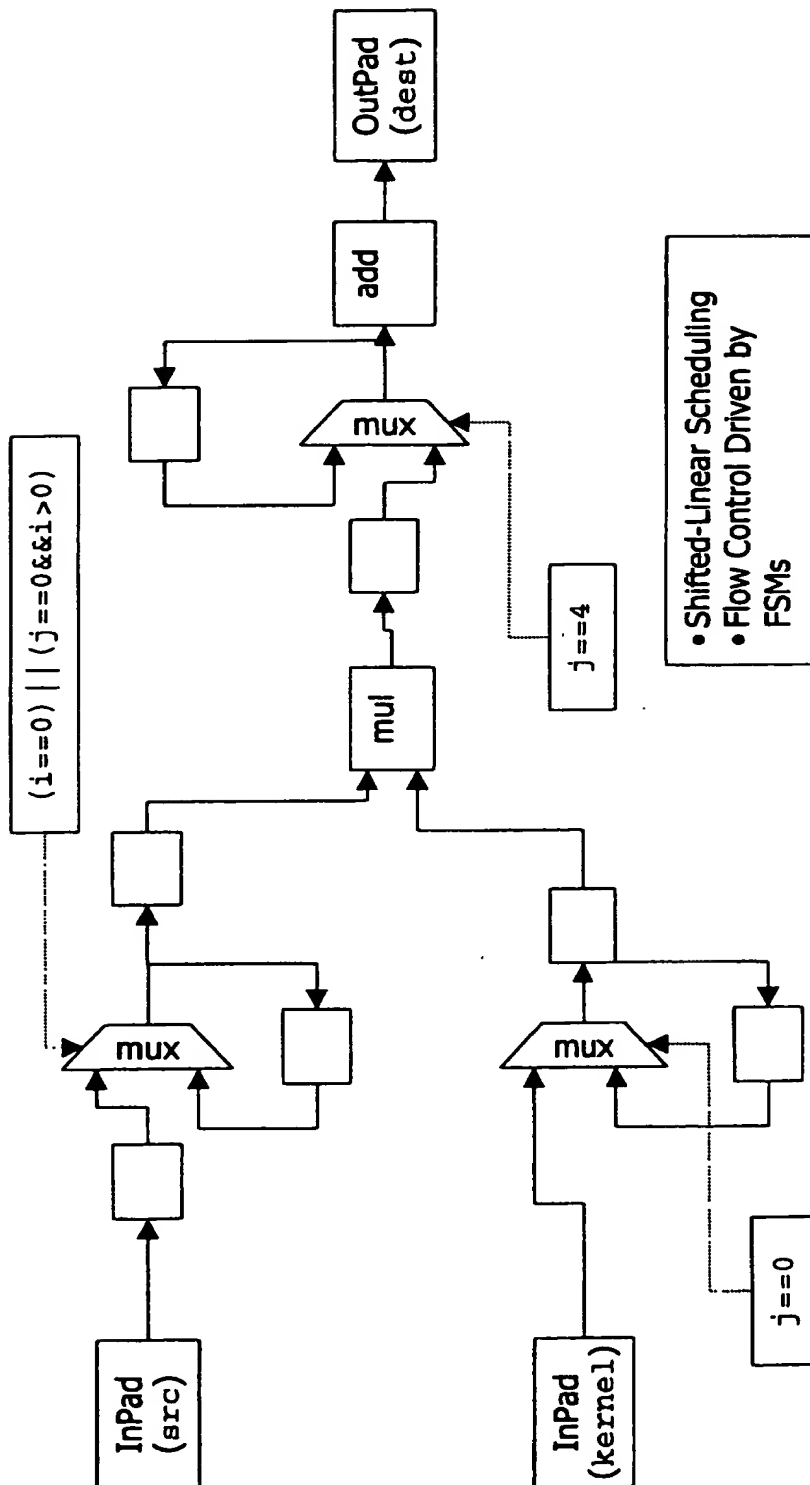 InPad
(src)
InPad
(kernel)
mux
(i==0)||(j==0&&i>0)
mux
j==0
mul
mux
j==4
add
OutPad
(dest)
• Shifted-Linear Scheduling
• Flow Control Driven by
FSMs